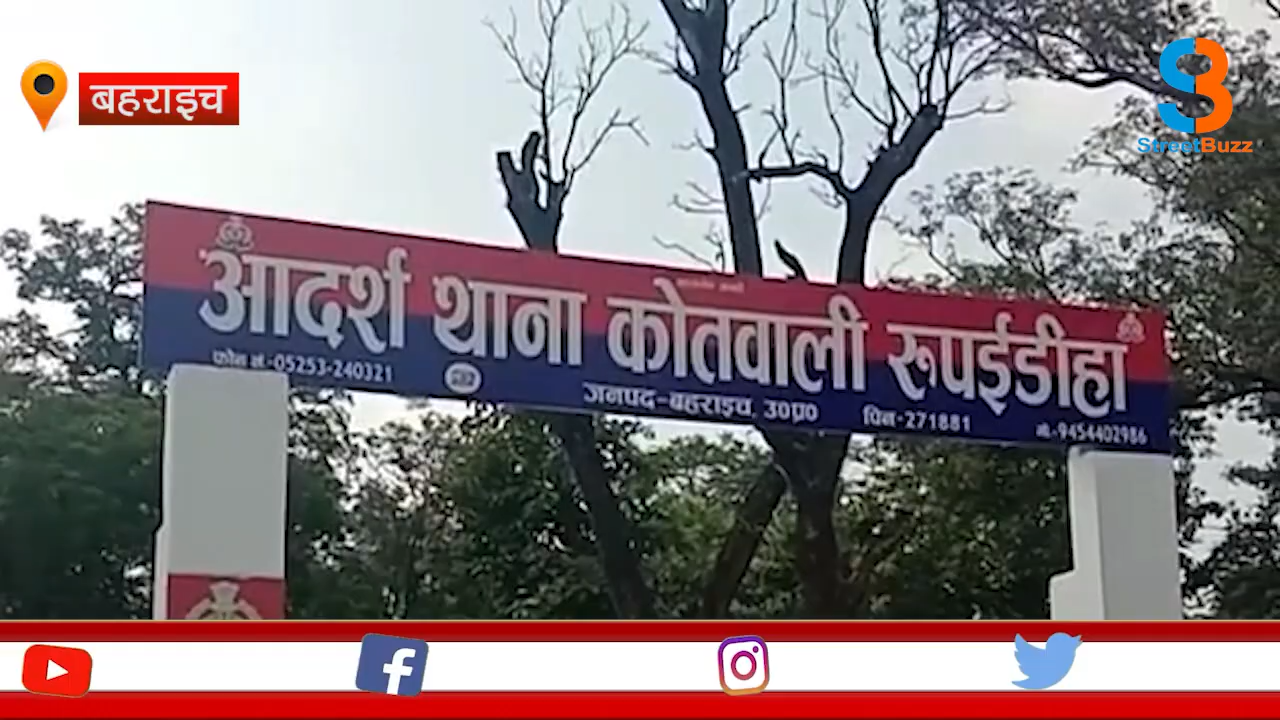 बहराइच
StreetBuzz
आदर्श थाना कोतवाली रुपईडीहा
फोन नं.-05253-240321
जनपद-बहराइच, उ0प्र0
पिन-271881
मो.-9454402986